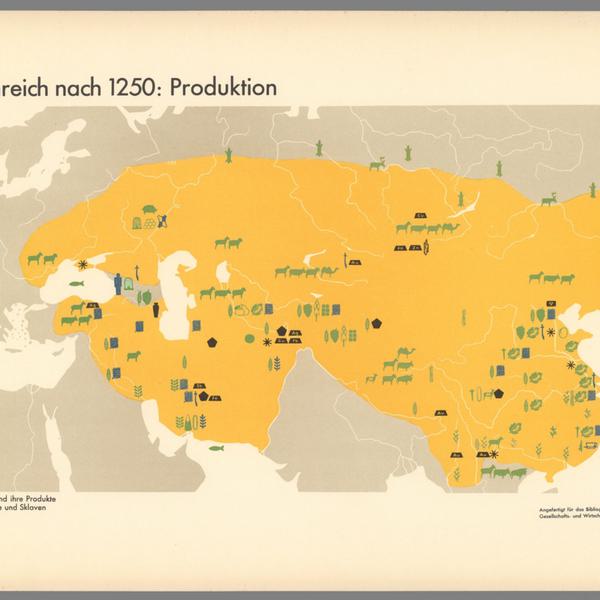 reich nach 1250: Produktion
nd ihre Produkte
e und Sklaven
Angefertigt für das Bibliog
Gesellschafts- und Wirtsch